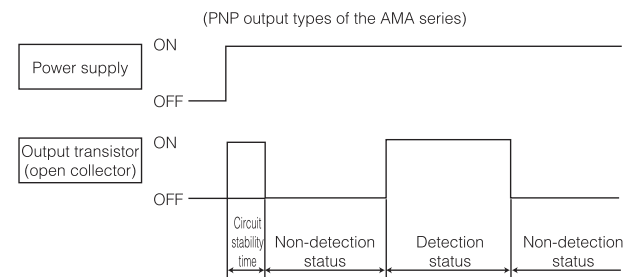 (PNP output types of the AMA series)
ON
Power supply
OFF
Output transistor
(open collector)
ON
OFF
Circuit
stability
time
Non-detection
status
Detection
status
Non-detection
status